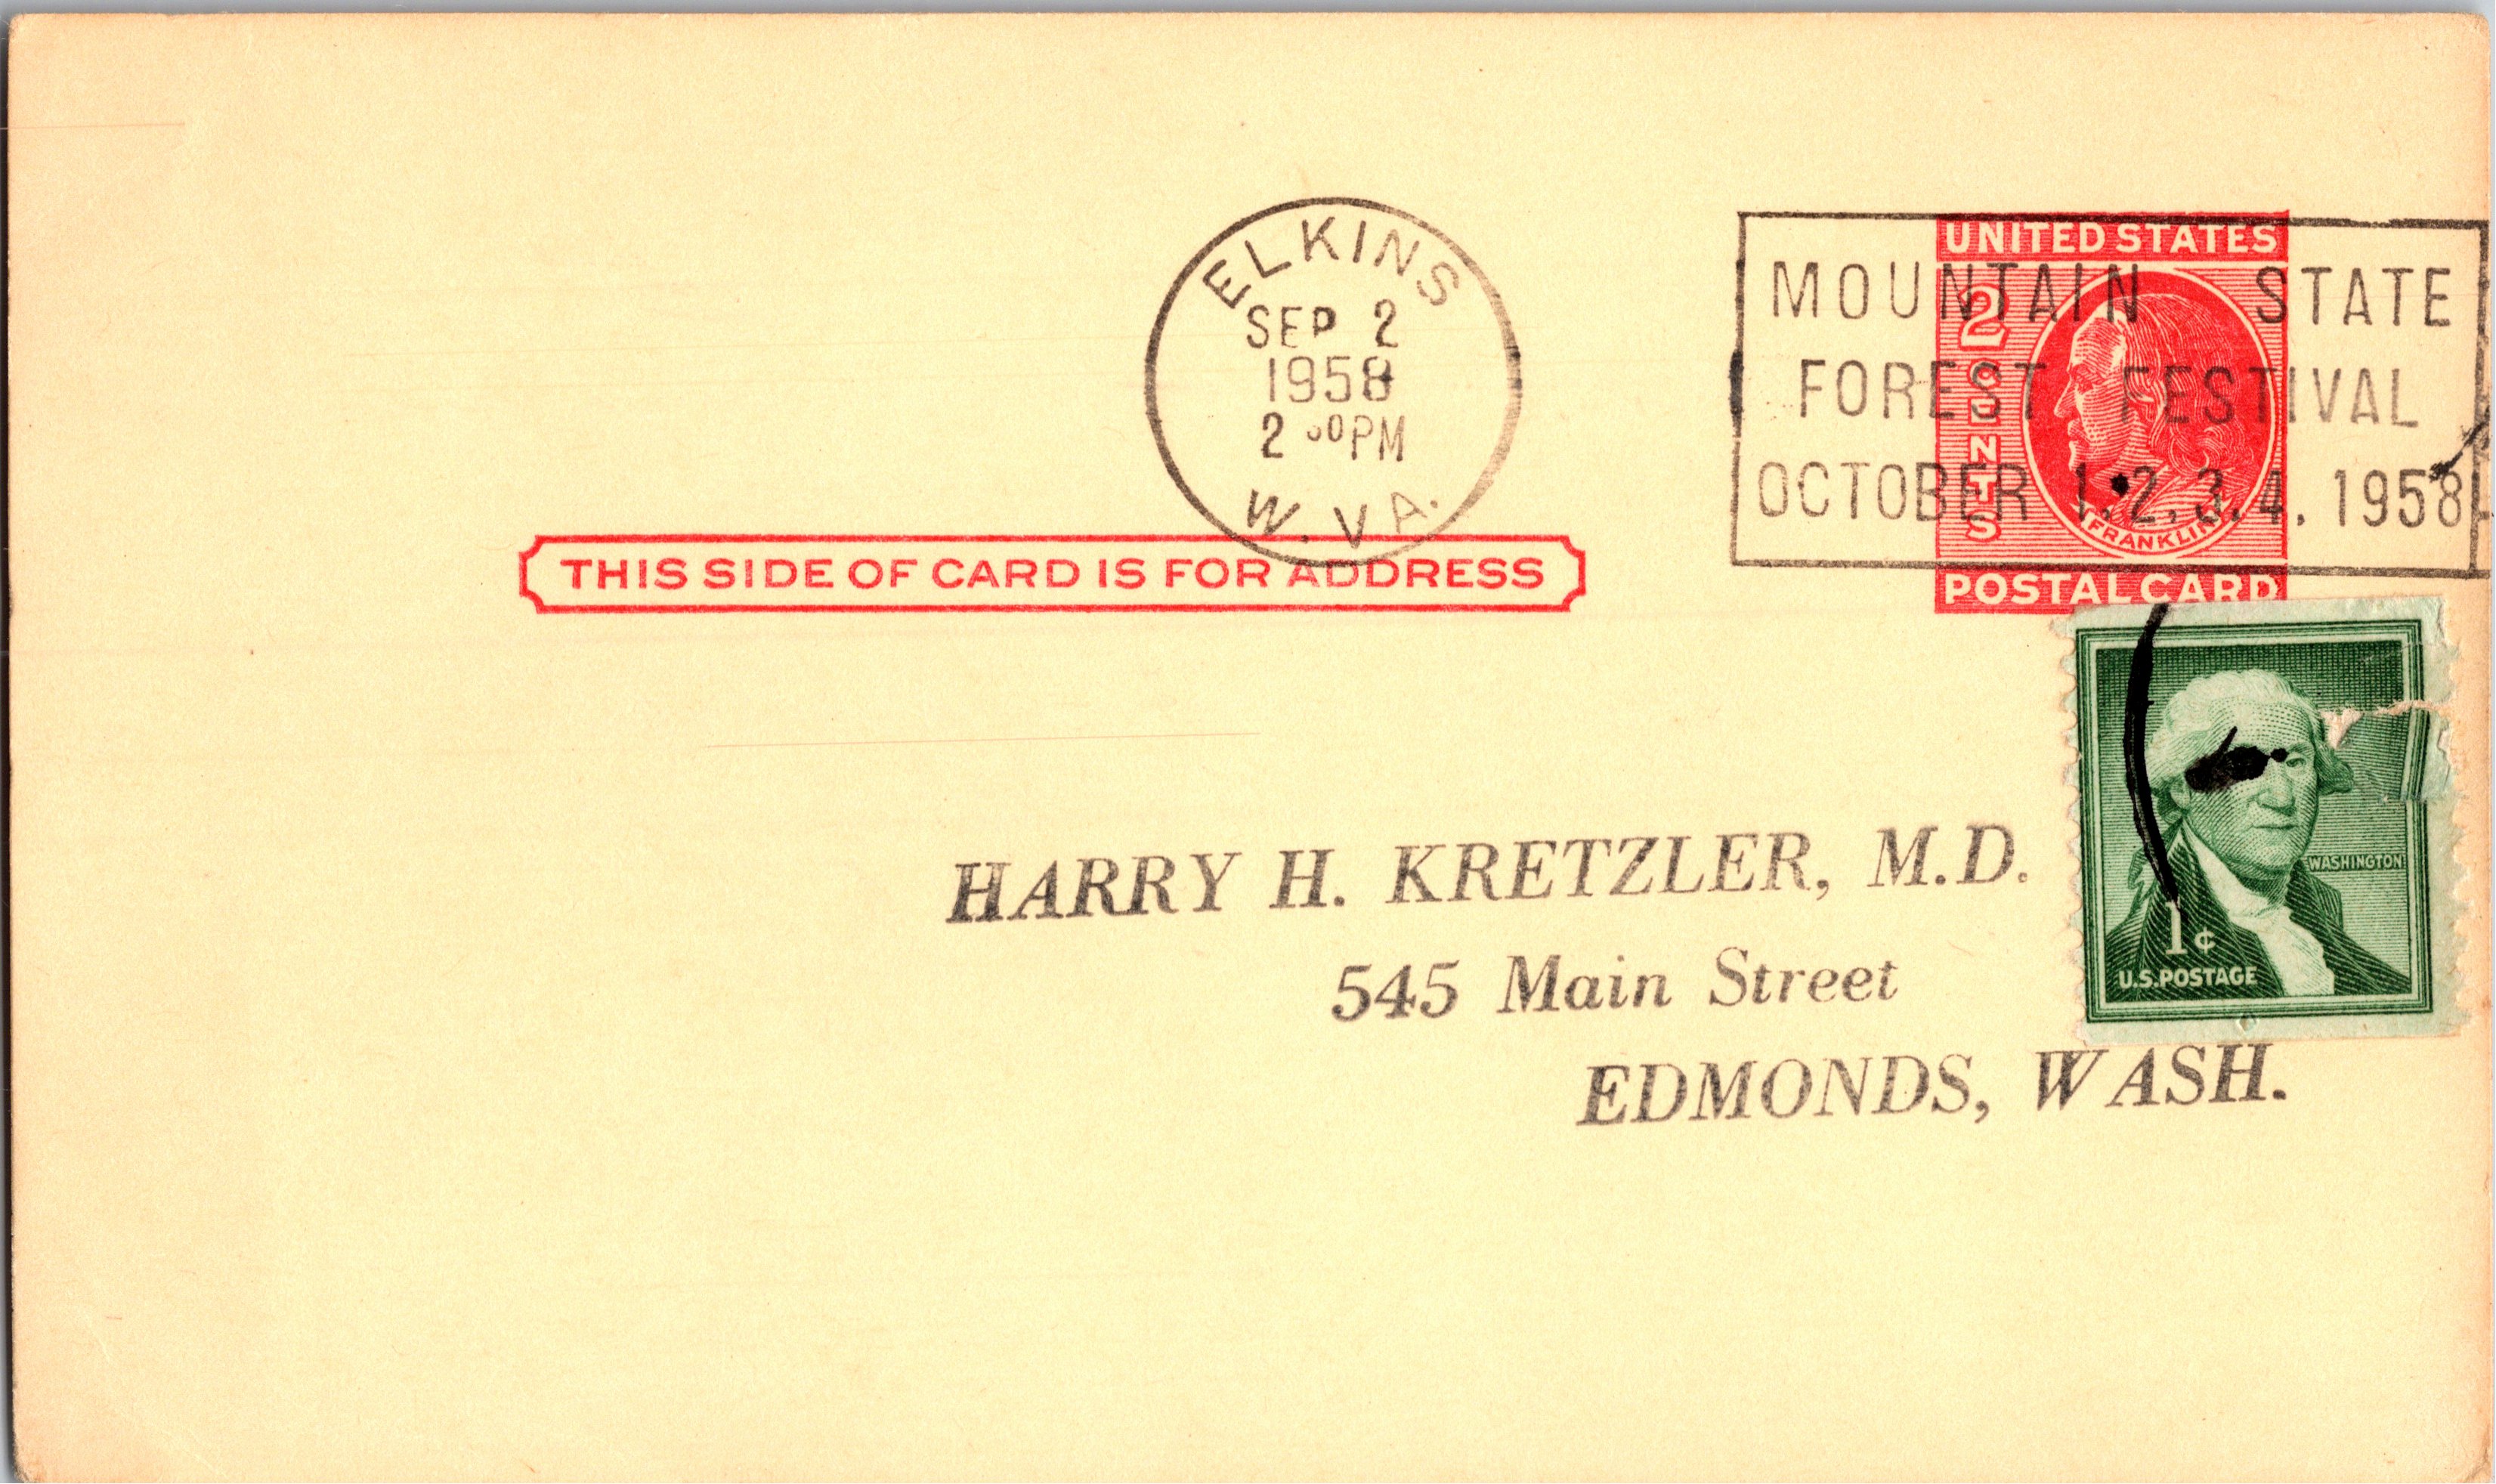 ELKINS
SEP 2
1958
2 30 PM
W. VA.
MOUNTAIN STATE
FOREST FESTIVAL
OCTOBER 1.2.3.4.1958
UNITED STATES
2 CENTS
FRANKLIN
POSTAL CARD
THIS SIDE OF CARD IS FOR ADDRESS
WASHINGTON
1¢
U.S.POSTAGE
HARRY H. KRETZLER, M.D.
545 Main Street
EDMONDS, WASH.